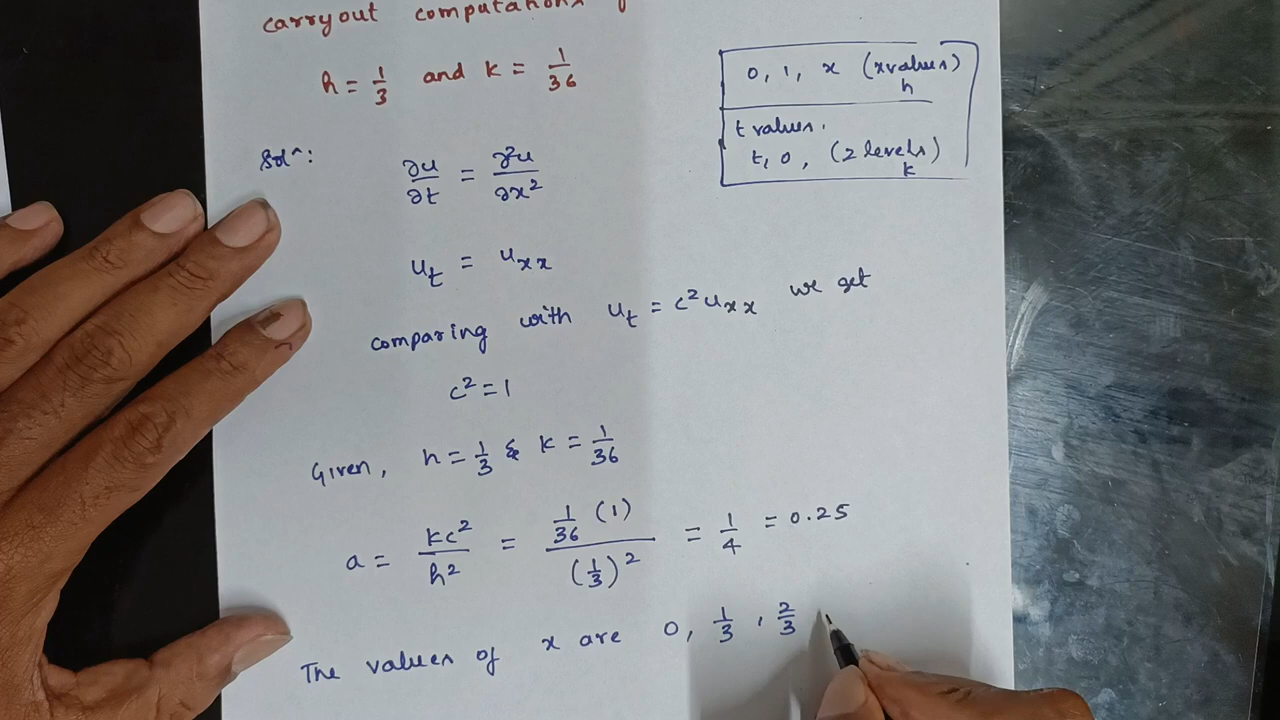 carryout computations f
h = 1/3 and k = 1/36
0, 1, x (x values)
h
t values.
t, 0, (2 levels)
k
Solⁿ:
∂u/∂t = ∂²u/∂x²
u_t = u_xx
comparing with u_t = c² u_xx we get
c² = 1
Given, h = 1/3 & k = 1/36
a = kc²/h² = 1/36 (1) / (1/3)² = 1/4 = 0.25
The values of x are 0, 1/3, 2/3